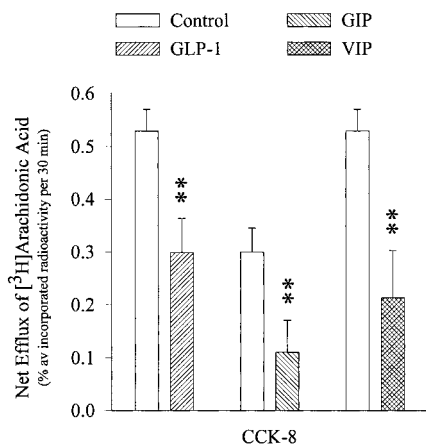 Control
GIP
GLP-1
VIP
Net Efflux of [³H]Arachidonic Acid
(% av incorporated radioactivity per 30 min)
0.6
0.5
0.4
0.3
0.2
0.1
0.0
**
**
**
CCK-8